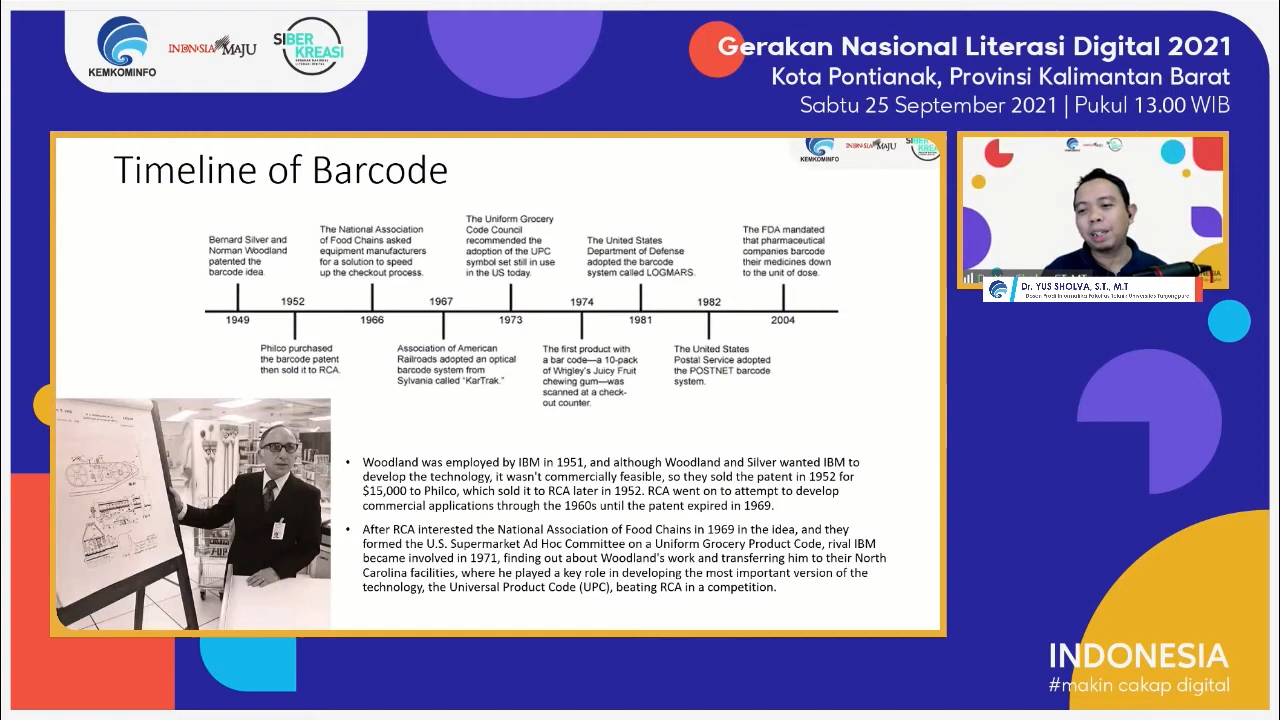 KEMKOMINFO
INDONESIA MAJU
SIBER KREASI
GERAKAN NASIONAL LITERASI DIGITAL
Gerakan Nasional Literasi Digital 2021
Kota Pontianak, Provinsi Kalimantan Barat
Sabtu 25 September 2021 | Pukul 13.00 WIB
Timeline of Barcode
KEMKOMINFO
Bernard Silver and
Norman Woodland
patented the
barcode idea.
The National Association
of Food Chains asked
equipment manufacturers
for a solution to speed
up the checkout process.
The Uniform Grocery
Code Council
recommended the
adoption of the UPC
symbol set still in use
in the US today.
The United States
Department of Defense
adopted the barcode
system called LOGMARS.
The FDA mandated
that pharmaceutical
companies barcode
their medicines down
to the unit of dose.
1952 1967 1974 1982
1949 1966 1973 1981 2004
Philco purchased
the barcode patent
then sold it to RCA.
Association of American
Railroads adopted an optical
barcode system from
Sylvania called "KarTrak."
The first product with
a bar code—a 10-pack
of Wrigley's Juicy Fruit
chewing gum—was
scanned at a check-
out counter.
The United States
Postal Service adopted
the POSTNET barcode
system.
• Woodland was employed by IBM in 1951, and although Woodland and Silver wanted IBM to
develop the technology, it wasn't commercially feasible, so they sold the patent in 1952 for
$15,000 to Philco, which sold it to RCA later in 1952. RCA went on to attempt to develop
commercial applications through the 1960s until the patent expired in 1969.
• After RCA interested the National Association of Food Chains in 1969 in the idea, and they
formed the U.S. Supermarket Ad Hoc Committee on a Uniform Grocery Product Code, rival IBM
became involved in 1971, finding out about Woodland's work and transferring him to their North
Carolina facilities, where he played a key role in developing the most important version of the
technology, the Universal Product Code (UPC), beating RCA in a competition.
Dr. YUS SHOLVA, S.T., M.T
Dosen Prodi Informatika Fakultas Teknik Universitas Tanjungpura
INDONESIA
#makin cakap digital